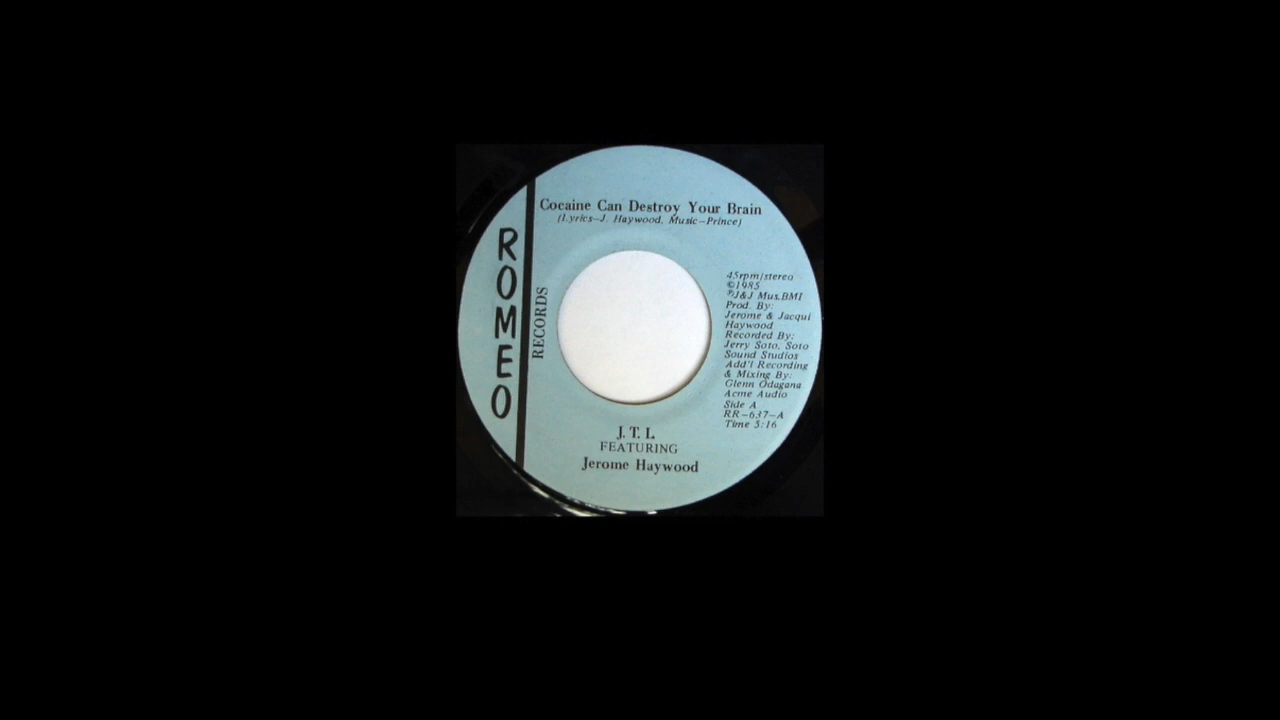 Cocaine Can Destroy Your Brain
(Lyrics-J. Haywood, Music-Prince)
ROMEO
RECORDS
45rpm/stereo
©1985
℗J&J Mus.BMI
Prod. By:
Jerome & Jacqui
Haywood
Recorded By:
Jerry Soto, Soto
Sound Studios
Add'l Recording
& Mixing By:
Glenn Odagana
Acme Audio
Side A
RR-637-A
Time 5:16
J. T. L.
FEATURING
Jerome Haywood